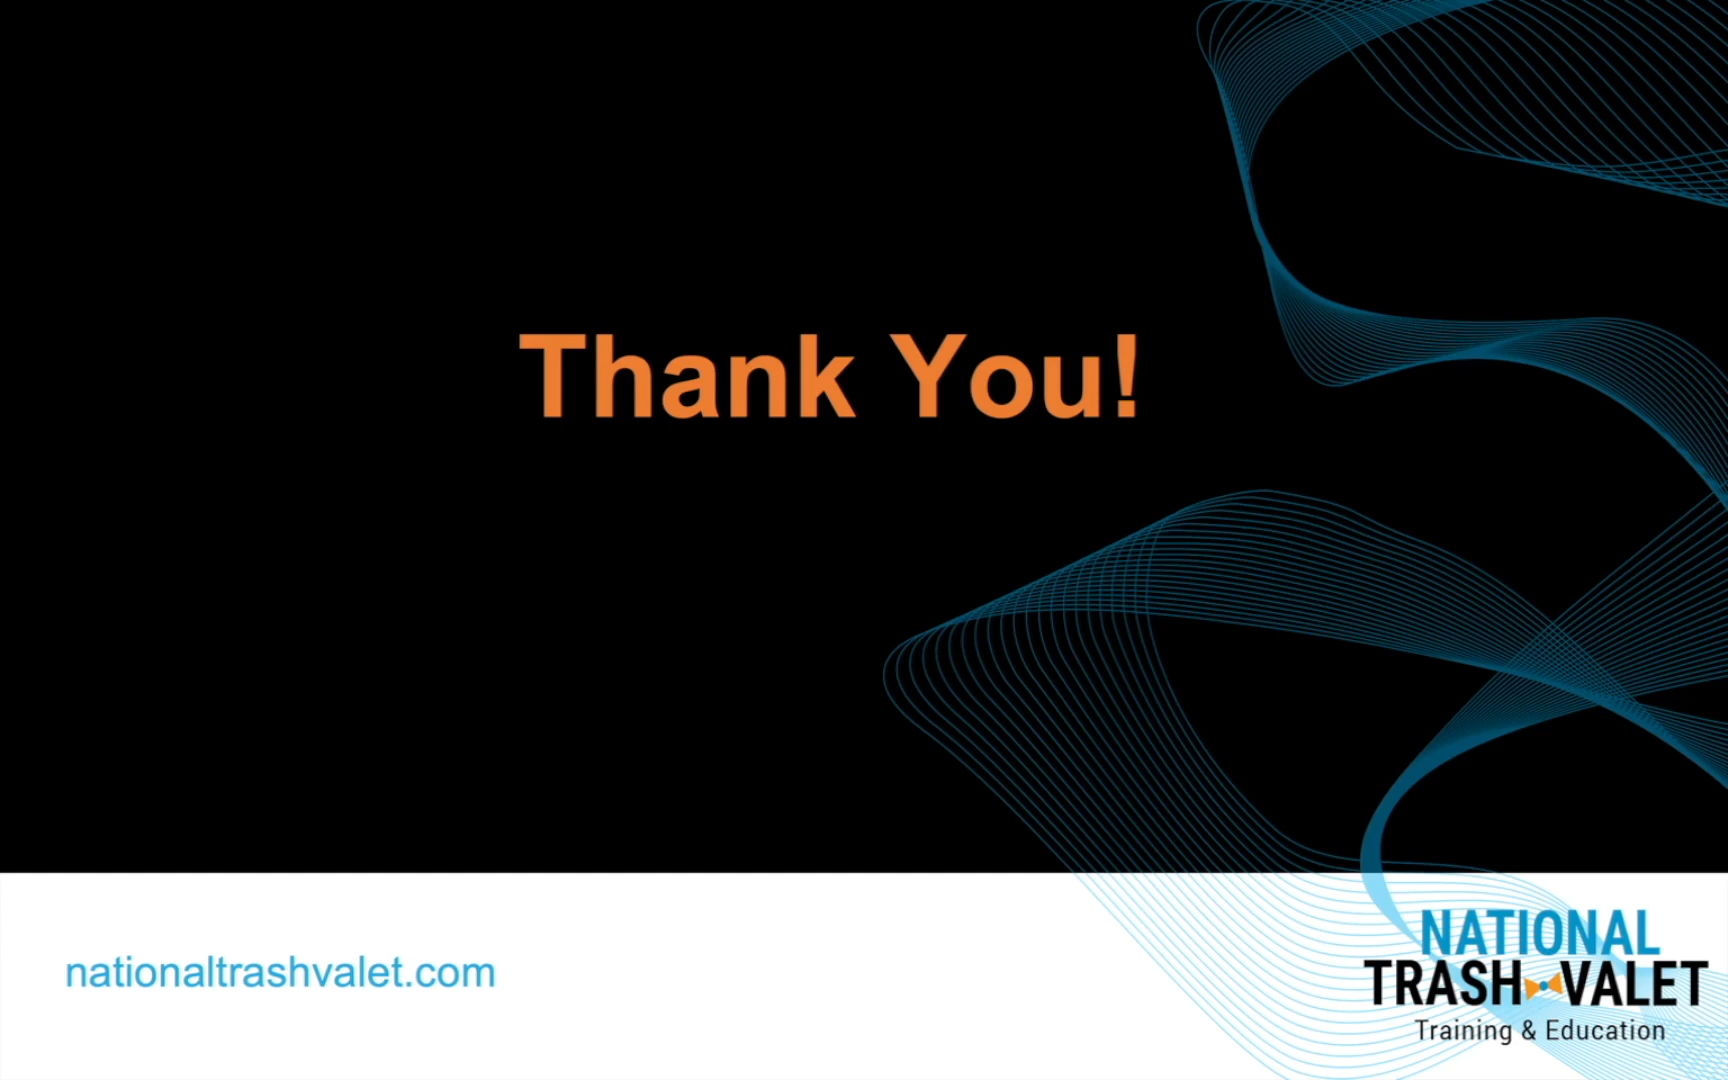 Thank You!
nationaltrashvalet.com
NATIONAL
TRASH VALET
Training & Education